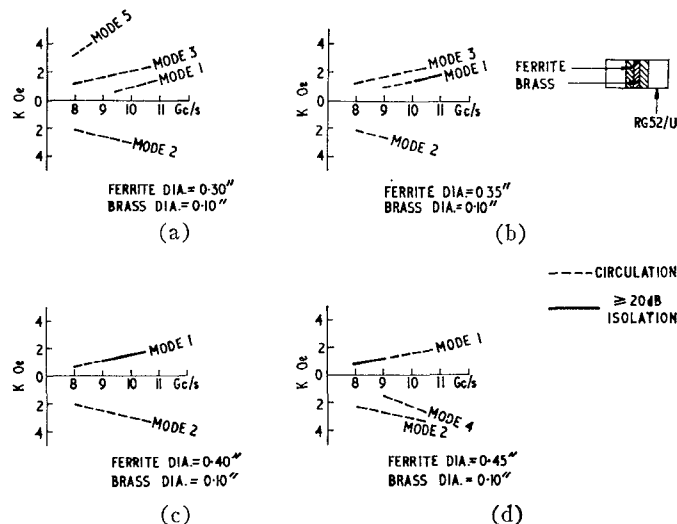 MODE 5
MODE 3
MODE 1
MODE 2
4
2
0
2
4
K Oe
8 9 10 11 Gc/s
FERRITE DIA.= 0·30"
BRASS DIA.= 0·10"
(a)
MODE 3
MODE 1
MODE 2
4
2
0
2
4
K Oe
8 9 10 11 Gc/s
FERRITE DIA.= 0·35"
BRASS DIA.= 0·10"
(b)
FERRITE
BRASS
RG52/U
MODE 1
MODE 2
4
2
0
2
4
K Oe
8 9 10 11 Gc/s
FERRITE DIA.= 0·40"
BRASS DIA.= 0·10"
(c)
MODE 1
MODE 4
MODE 2
4
2
0
2
4
K Oe
8 9 10 11 Gc/s
FERRITE DIA.= 0·45"
BRASS DIA.= 0·10"
(d)
CIRCULATION
≥ 20dB
ISOLATION